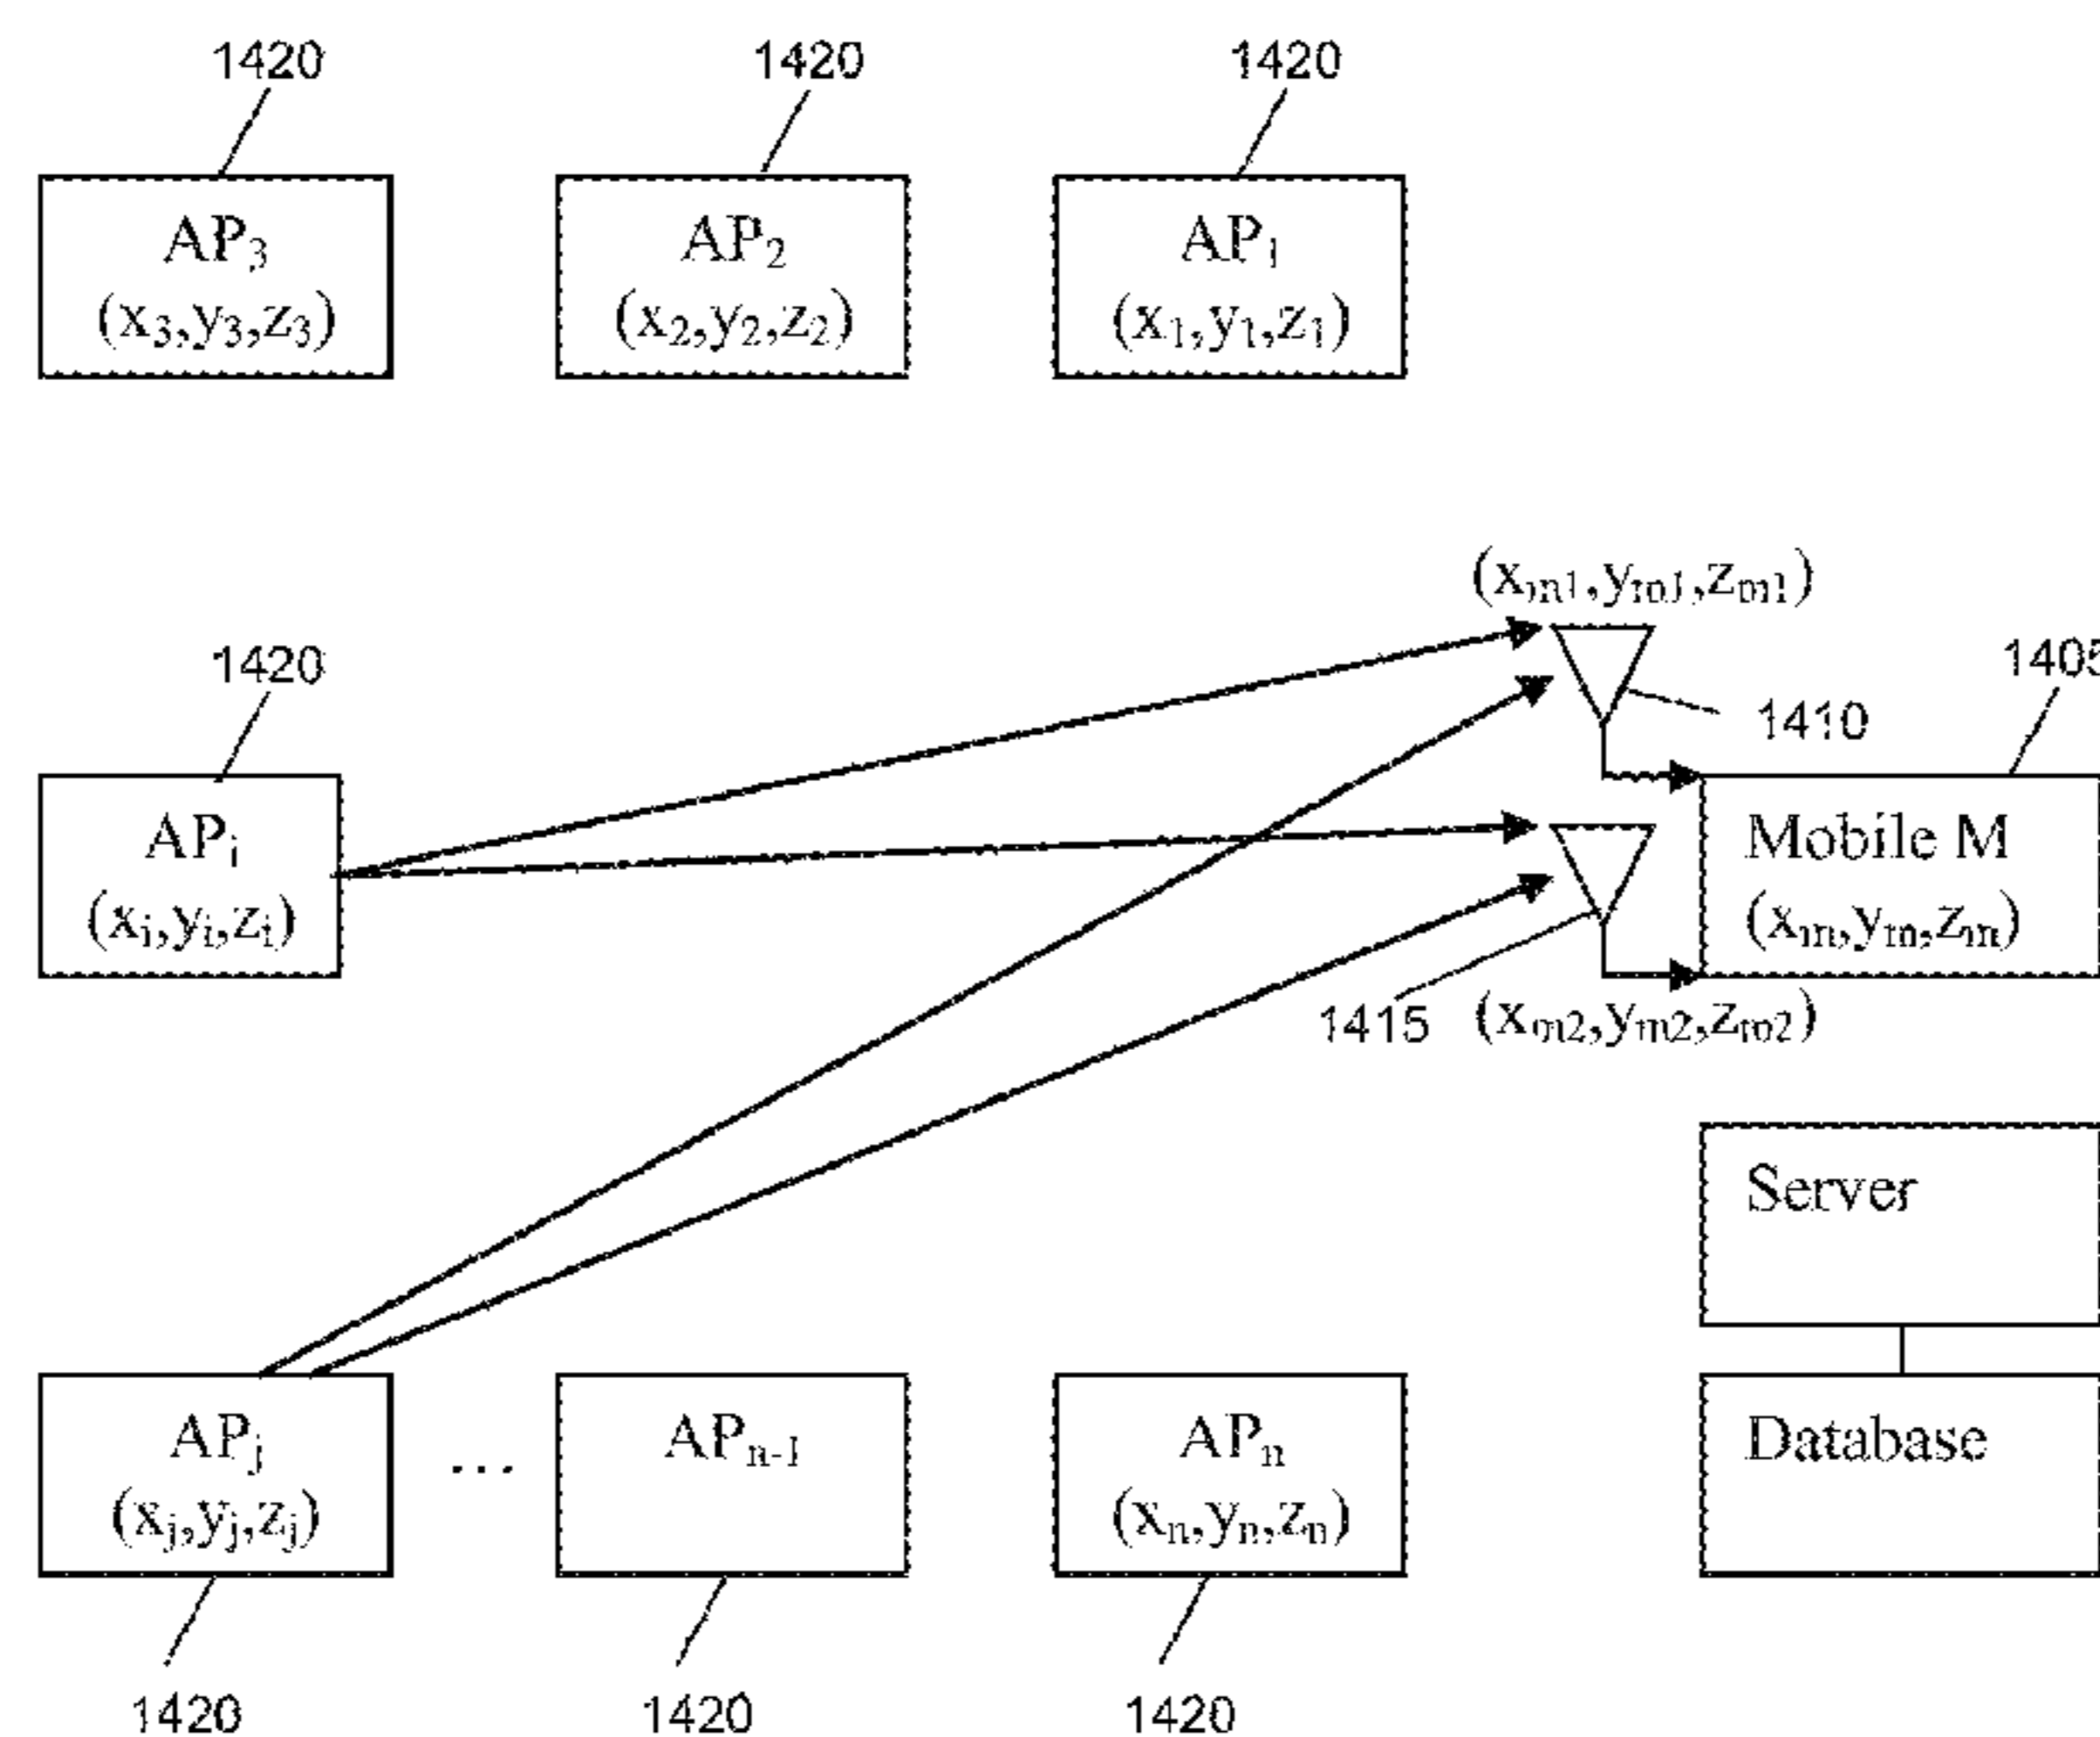 1420 1420 1420
AP3 AP2 AP1
(x3,y3,z3) (x2,y2,z2) (x1,y1,z1)
(xm1,ym1,zm1)
1420 1405
1410
APi Mobile M
(xi,yi,zi) (xm,ym,zm)
1415 (xm2,ym2,zm2)
Server
APj ... APn-1 APn Database
(xj,yj,zj) (xn,yn,zn)
1420 1420 1420